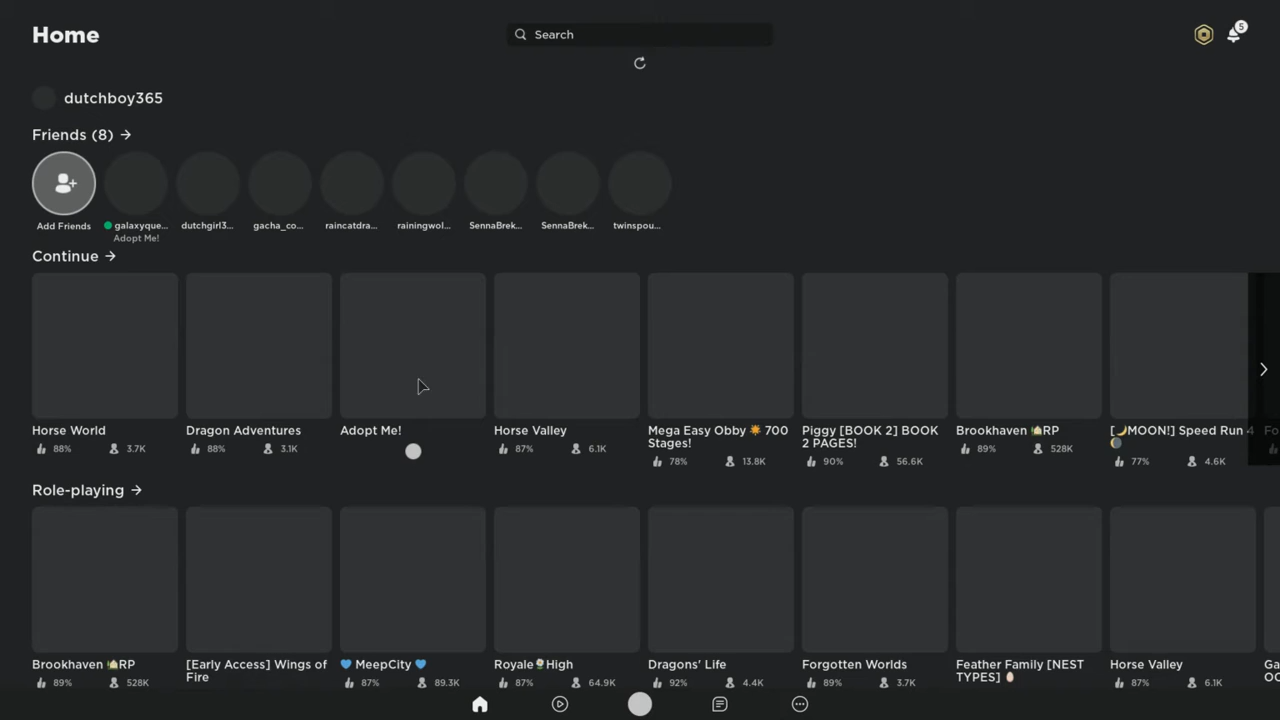 Home
Search
5
dutchboy365
Friends (8) →
Add Friends
galaxyque...
Adopt Me!
dutchgirl3...
gacha_co...
raincatdra...
rainingwol...
SennaBrek...
SennaBrek...
twinspou...
Continue →
Horse World
88% 3.7K
Dragon Adventures
88% 3.1K
Adopt Me!
Horse Valley
87% 6.1K
Mega Easy Obby 💥 700
Stages!
78% 13.8K
Piggy [BOOK 2] BOOK
2 PAGES!
90% 56.6K
Brookhaven 🏡RP
89% 528K
[🌙MOON!] Speed Run 4
🌘
77% 4.6K
Fo
Role-playing →
Brookhaven 🏡RP
89% 528K
[Early Access] Wings of
Fire
💙 MeepCity 💙
87% 89.3K
Royale💐High
87% 64.9K
Dragons' Life
92% 4.4K
Forgotten Worlds
89% 3.7K
Feather Family [NEST
TYPES] 🥚
Horse Valley
87% 6.1K
Ga